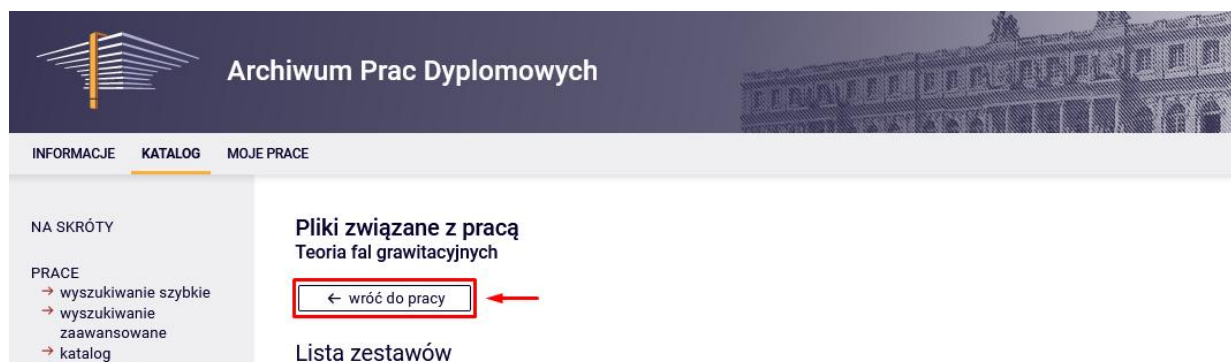 Archiwum Prac Dyplomowych
INFORMACJE KATALOG MOJE PRACE
NA SKRÓTY
PRACE
→ wyszukiwanie szybkie
→ wyszukiwanie
zaawansowane
→ katalog
Pliki związane z pracą
Teoria fal grawitacyjnych
← wróć do pracy
Lista zestawów